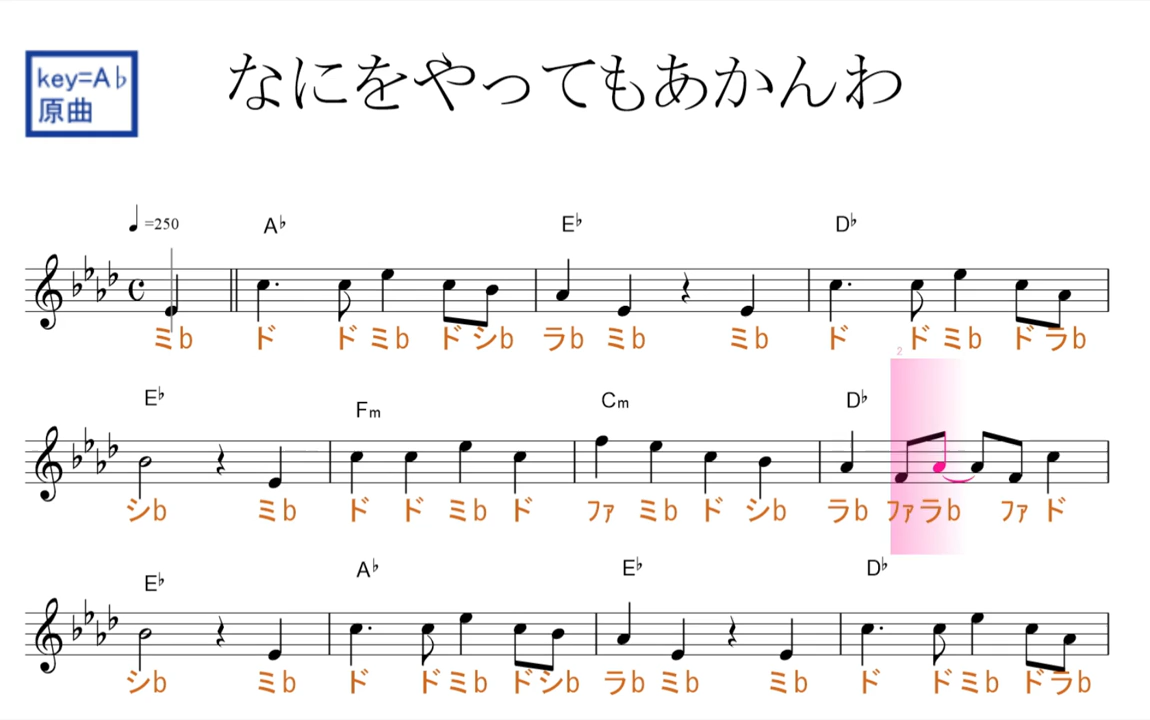 key=A♭
原曲
なにをやってもあかんわ
♩=250
A♭ E♭ D♭
ミb ド ド ミb ド シb ラb ミb ミb ド ド ミb ド ラb
2
E♭ Fm Cm D♭
シb ミb ド ド ミb ド ファ ミb ド シb ラb ファ ラb ファ ド
E♭ A♭ E♭ D♭
シb ミb ド ド ミb ド シb ラb ミb ミb ド ド ミb ド ラb